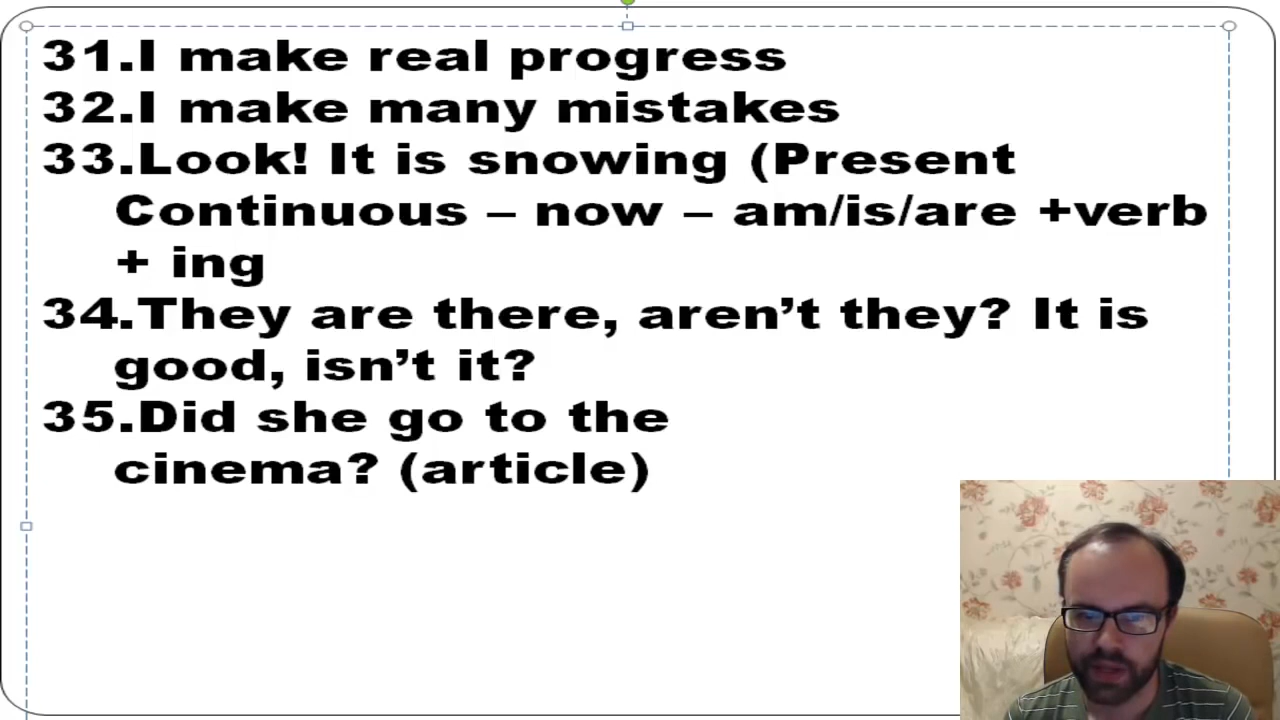 31.I make real progress
32.I make many mistakes
33.Look! It is snowing (Present
Continuous – now – am/is/are +verb
+ ing
34.They are there, aren’t they? It is
good, isn’t it?
35.Did she go to the
cinema? (article)